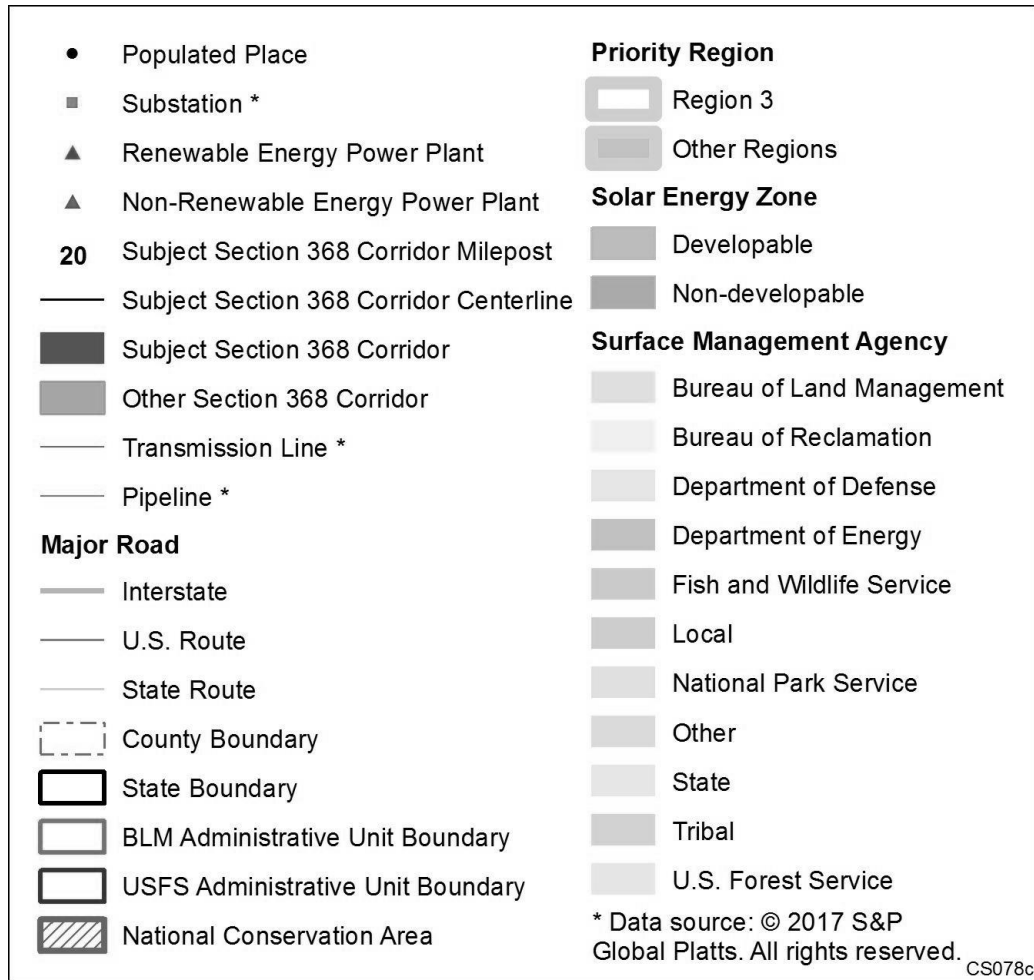 Populated Place
Substation *
Renewable Energy Power Plant
Non-Renewable Energy Power Plant
20 Subject Section 368 Corridor Milepost
Subject Section 368 Corridor Centerline
Subject Section 368 Corridor
Other Section 368 Corridor
Transmission Line *
Pipeline *
Major Road
Interstate
U.S. Route
State Route
County Boundary
State Boundary
BLM Administrative Unit Boundary
USFS Administrative Unit Boundary
National Conservation Area
Priority Region
Region 3
Other Regions
Solar Energy Zone
Developable
Non-developable
Surface Management Agency
Bureau of Land Management
Bureau of Reclamation
Department of Defense
Department of Energy
Fish and Wildlife Service
Local
National Park Service
Other
State
Tribal
U.S. Forest Service
* Data source: © 2017 S&P
Global Platts. All rights reserved.
CS078c